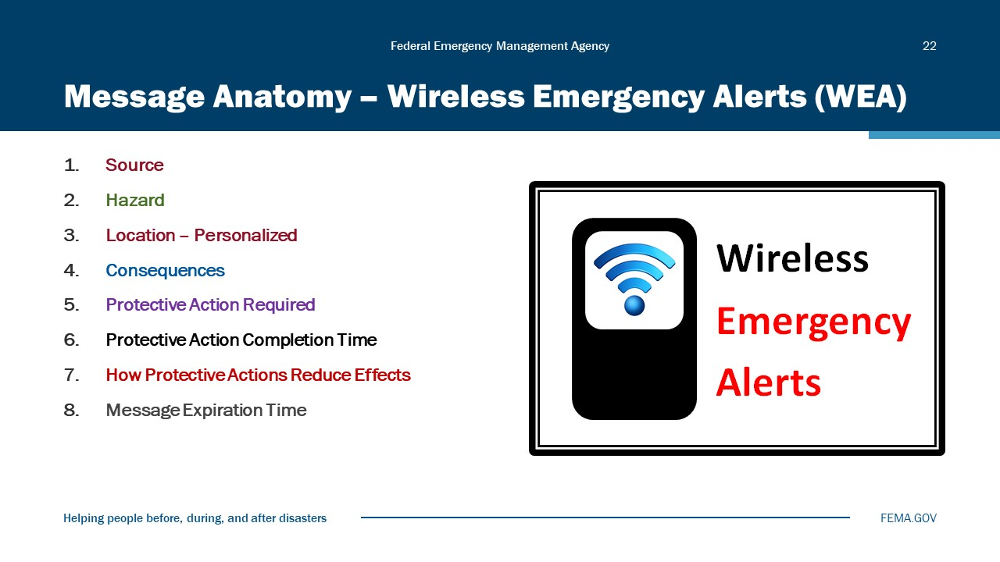 Federal Emergency Management Agency
22
Message Anatomy – Wireless Emergency Alerts (WEA)
1. Source
2. Hazard
3. Location – Personalized
4. Consequences
5. Protective Action Required
6. Protective Action Completion Time
7. How Protective Actions Reduce Effects
8. Message Expiration Time
Wireless
Emergency
Alerts
Helping people before, during, and after disasters
FEMA.GOV